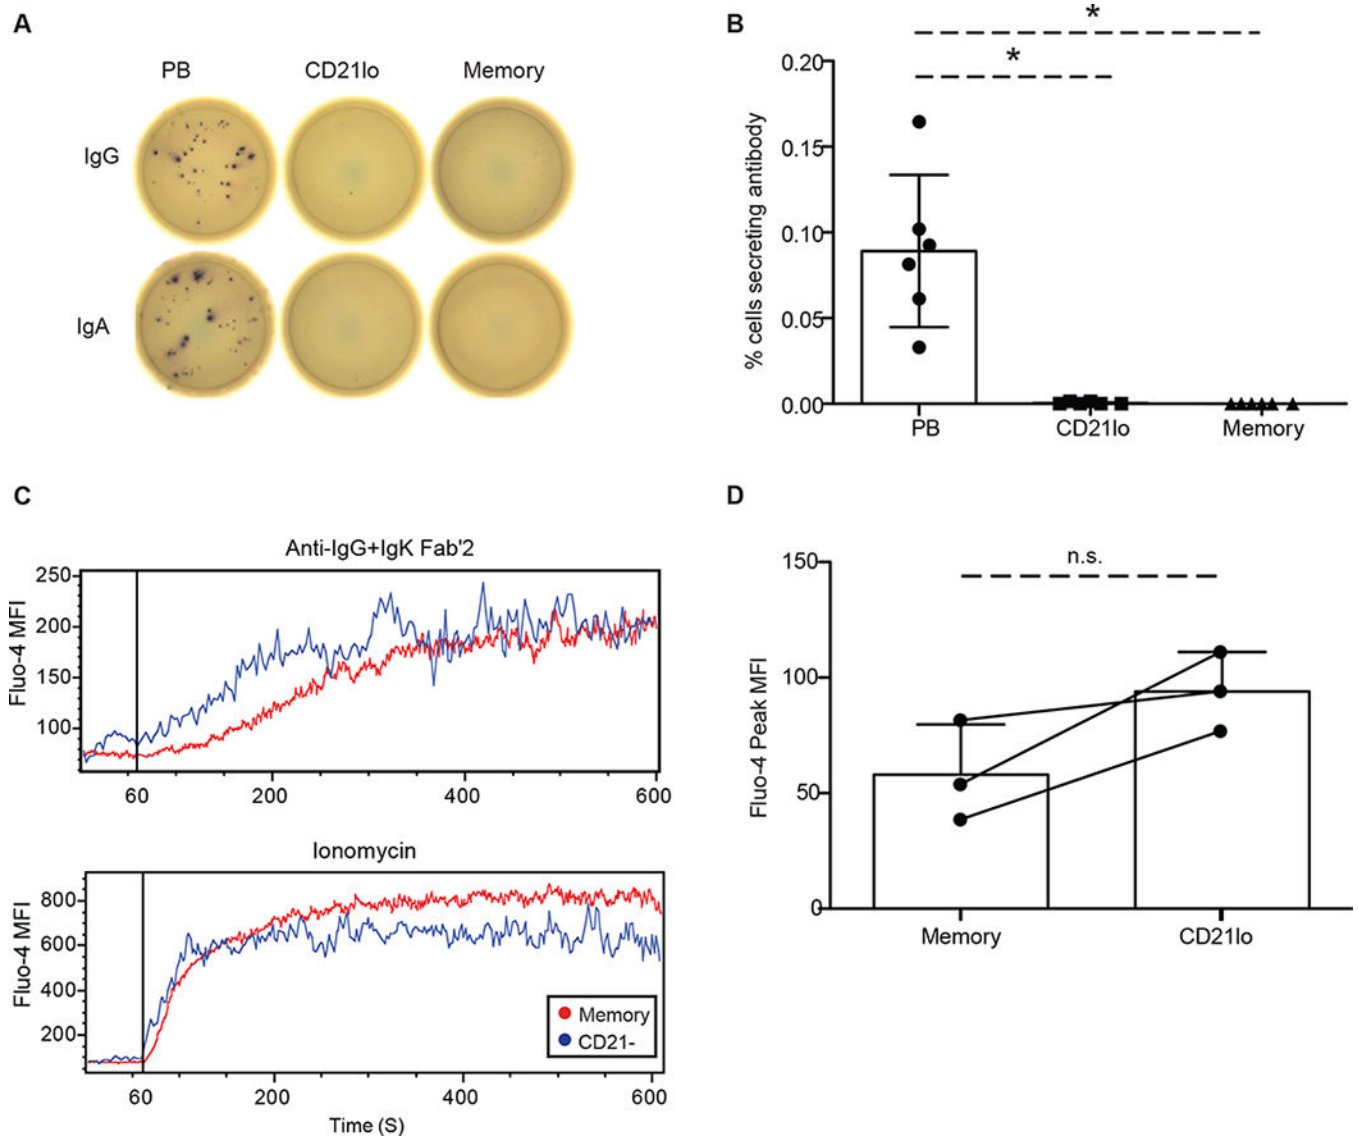 A
PB CD21lo Memory
IgG
IgA
B
*
*
% cells secreting antibody
0.20
0.15
0.10
0.05
0.00
PB CD21lo Memory
C
Anti-IgG+IgK Fab'2
Fluo-4 MFI
250
200
150
100
60 200 400 600
Ionomycin
Fluo-4 MFI
800
600
400
200
Memory
CD21-
60 200 400 600
Time (S)
D
n.s.
Fluo-4 Peak MFI
150
100
50
0
Memory CD21lo